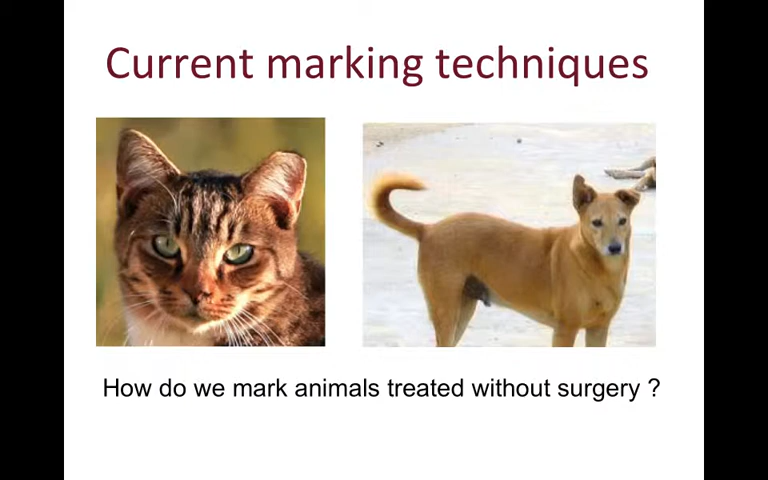 Current marking techniques
How do we mark animals treated without surgery ?